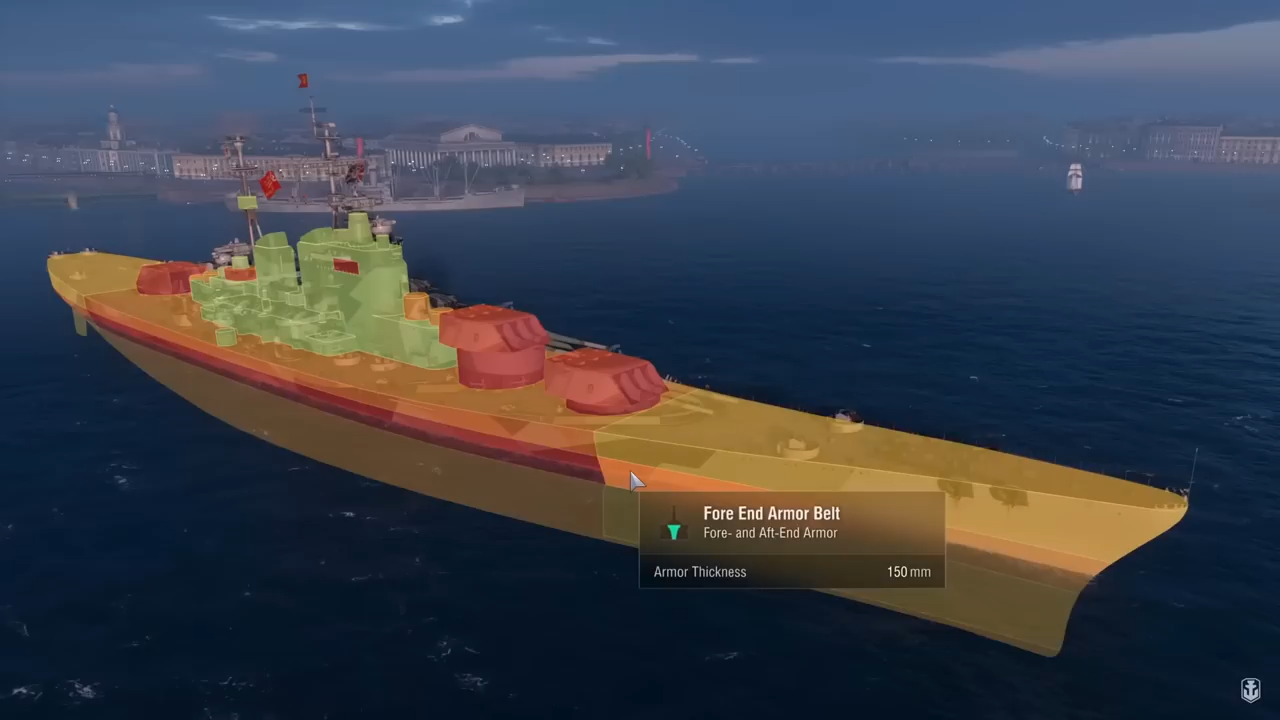 Fore End Armor Belt
Fore- and Aft-End Armor
Armor Thickness 150 mm